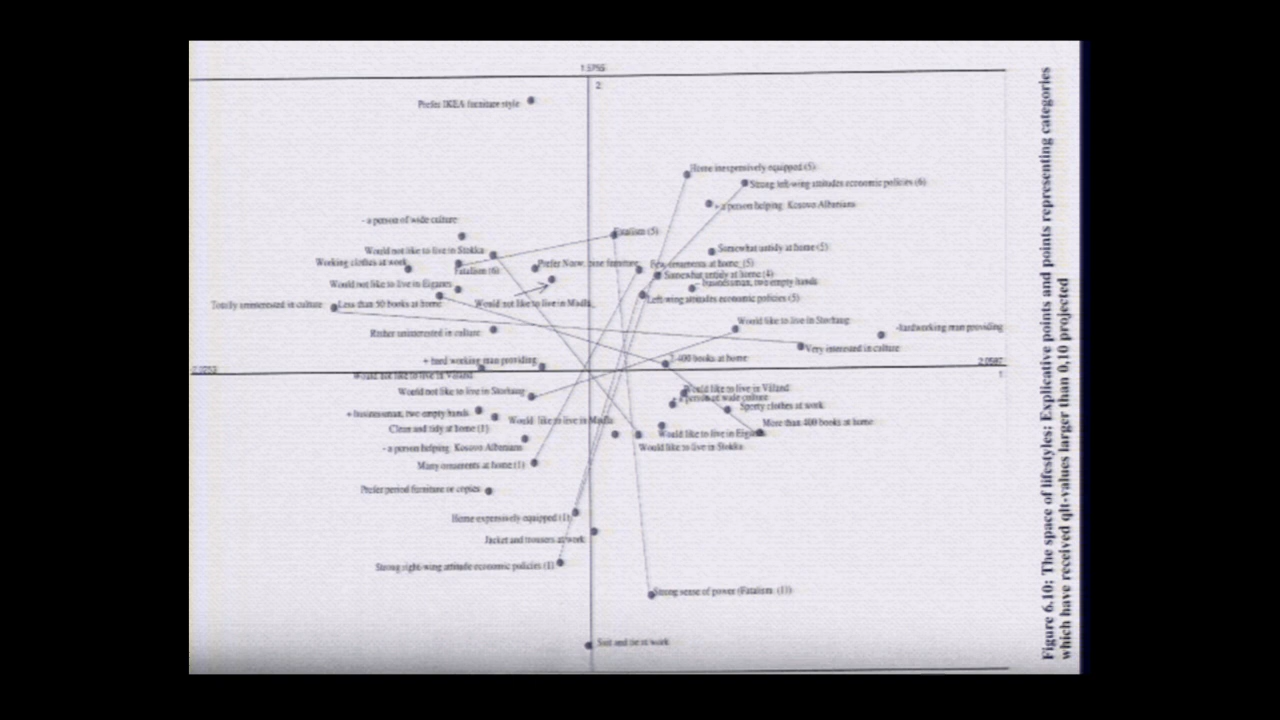 1.5755
2
Prefer IKEA furniture style
Home inexpensively equipped (5)
Strong left-wing attitudes economic policies (6)
- a person helping Kosovo Albanians
- a person of wide culture
Fatalism (5)
Would not like to live in Stokka
Somewhat untidy at home (5)
Working clothes at work
Fatalism (6)
Prefer Norw. pine furniture
Few ornaments at home (5)
Somewhat untidy at home (4)
Would not like to live in Eiganes
- businessman, two empty hands
Totally uninterested in culture
Less than 50 books at home
Would not like to live in Madla
Left-wing attitudes economic policies (5)
Would like to live in Storhaug
Rather uninterested in culture
-hardworking man providing
Very interested in culture
+ hard working man providing
400 books at home
1
Would not like to live in Våland
Would not like to live in Storhaug
Would like to live in Våland
+ a person of wide culture
Sporty clothes at work
+ businessman, two empty hands
Clean and tidy at home (1)
Would like to live in Madla
More than 400 books at home
Would like to live in Eiganes
- a person helping Kosovo Albanians
Would like to live in Stokka
Many ornaments at home (1)
Prefer period furniture or copies
Home expensively equipped (1)
Jacket and trousers at work
Strong right-wing attitude economic policies (1)
Strong sense of power (Fatalism (1))
Suit and tie at work
Figure 6.10: The space of lifestyles: Explicative points and points representing categories
which have received qlt-values larger than 0,10 projected